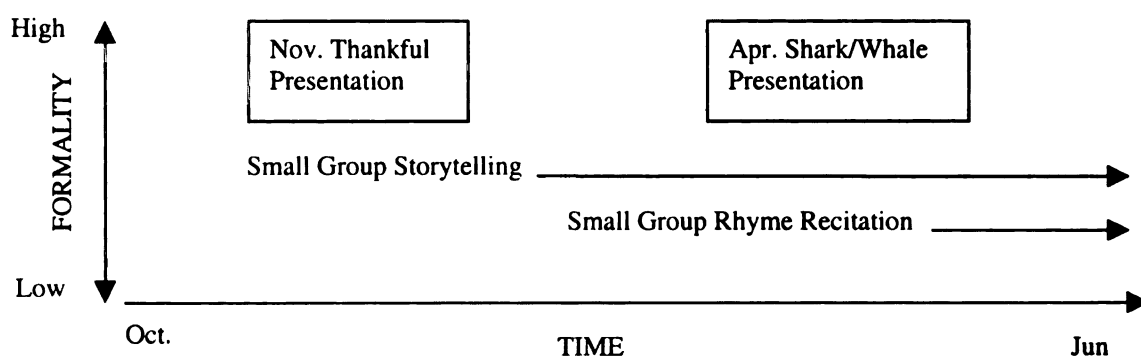 High
Nov. Thankful
Presentation
Apr. Shark/Whale
Presentation
FORMALITY
Small Group Storytelling
Small Group Rhyme Recitation
Low
Oct.
TIME
Jun